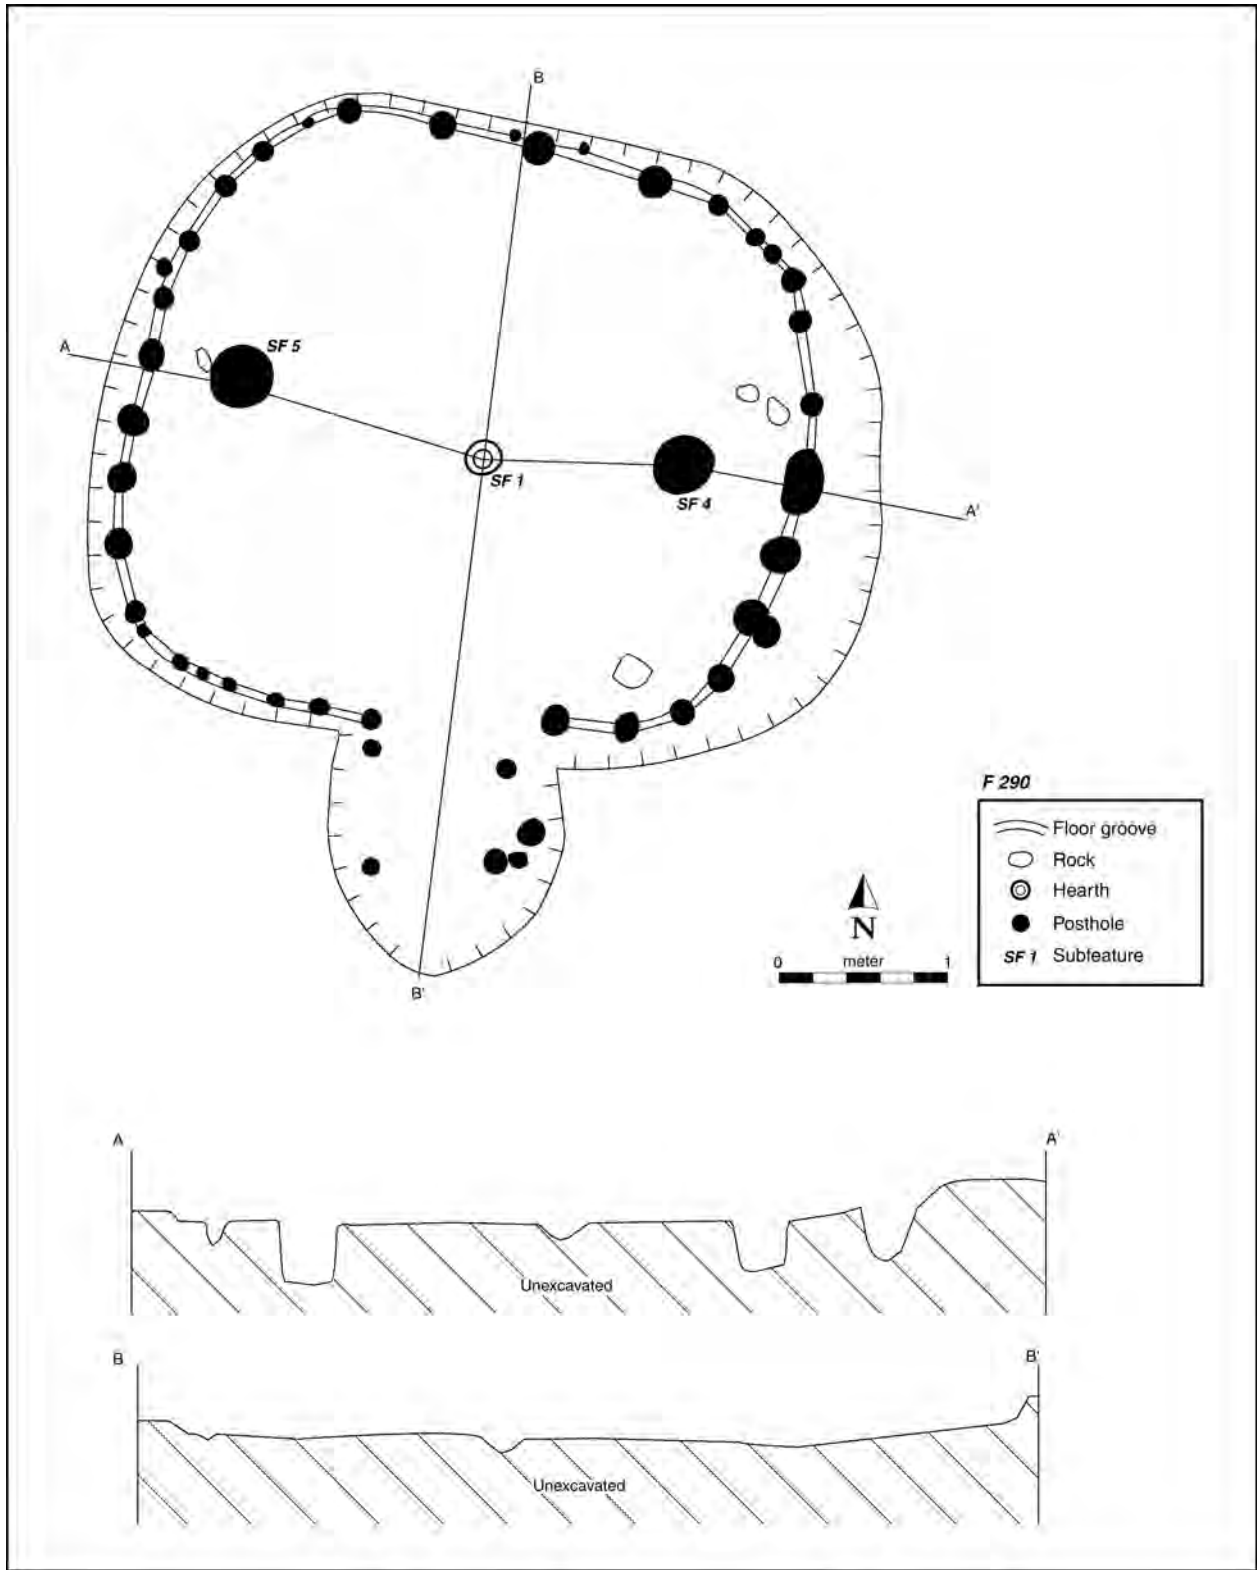 B
A
SF 5
SF 1
SF 4
A'
B'
F 290
Floor groove
Rock
Hearth
Posthole
SF 1 Subfeature
N
0 meter 1
A A'
Unexcavated
B B'
Unexcavated